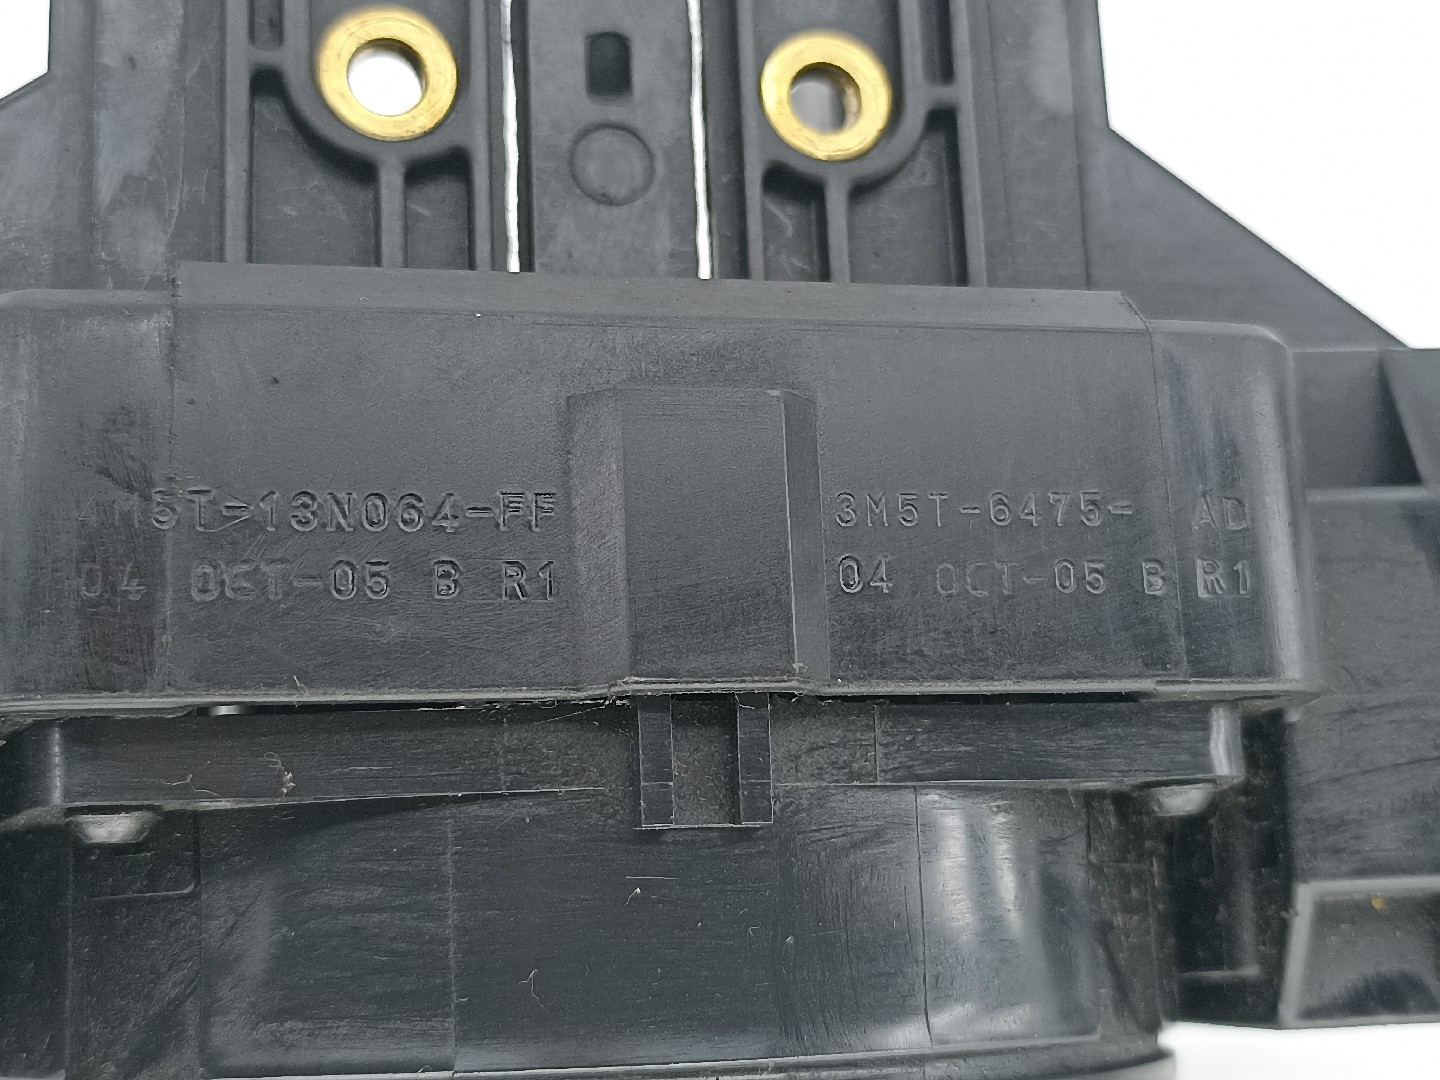 4M5T-13N064-FF
04 OCT-05 B R1
3M5T-6475- AD
04 OCT-05 B R1